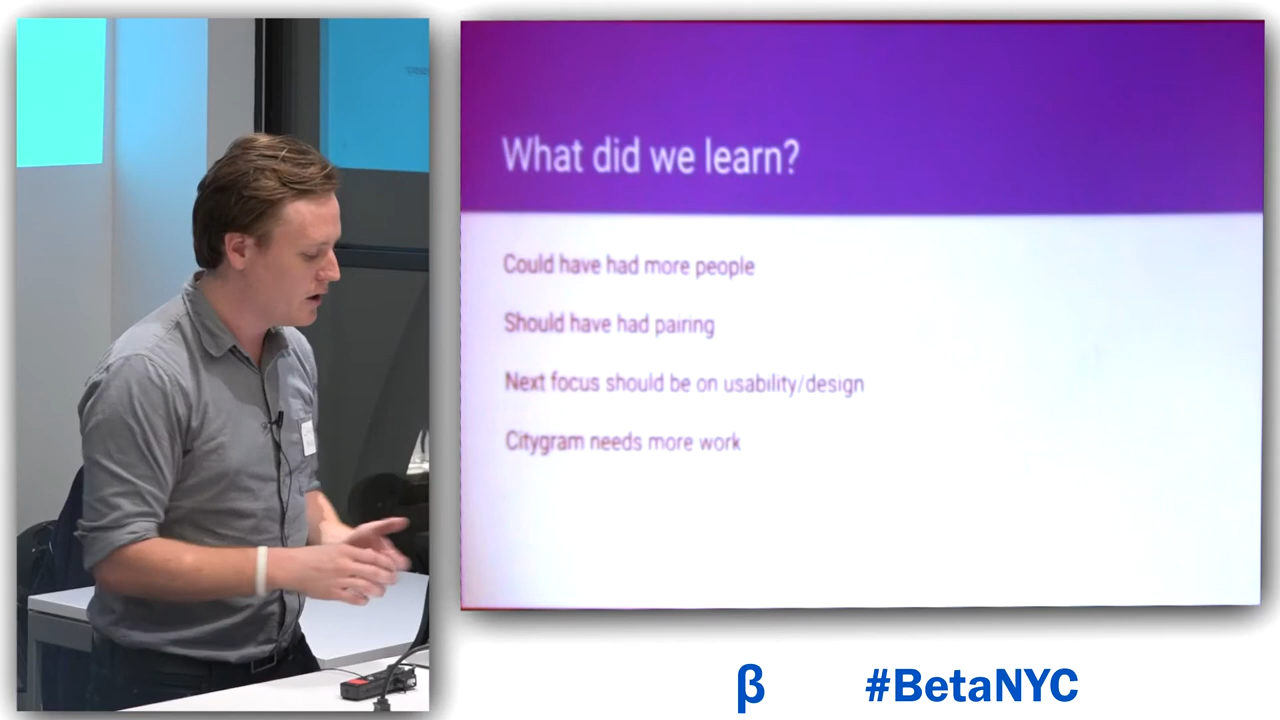 What did we learn?
Could have had more people
Should have had pairing
Next focus should be on usability/design
Citygram needs more work
β #BetaNYC